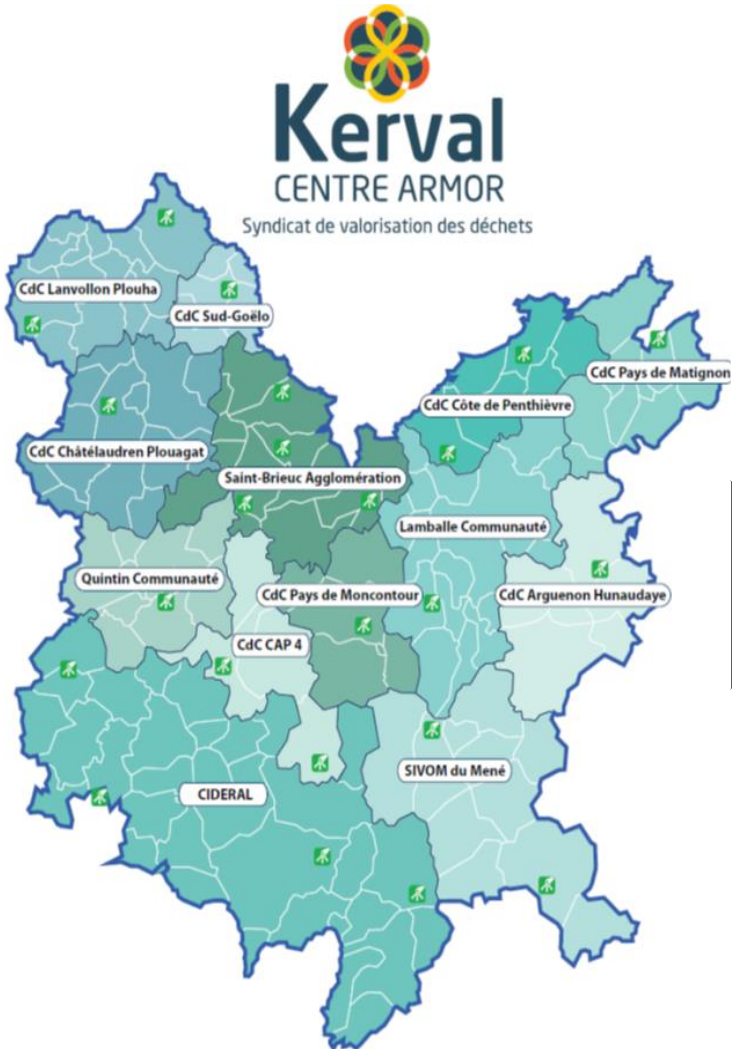 Kerval
CENTRE ARMOR
Syndicat de valorisation des déchets
CdC Lanvollon Plouha
CdC Sud-Goëlo
CdC Pays de Matignon
CdC Côte de Penthièvre
CdC Châtelaudren Plouagat
Saint-Brieuc Agglomération
Lamballe Communauté
Quintin Communauté
CdC Pays de Moncontour
CdC Arguenon Hunaudaye
CdC CAP 4
SIVOM du Mené
CIDERAL